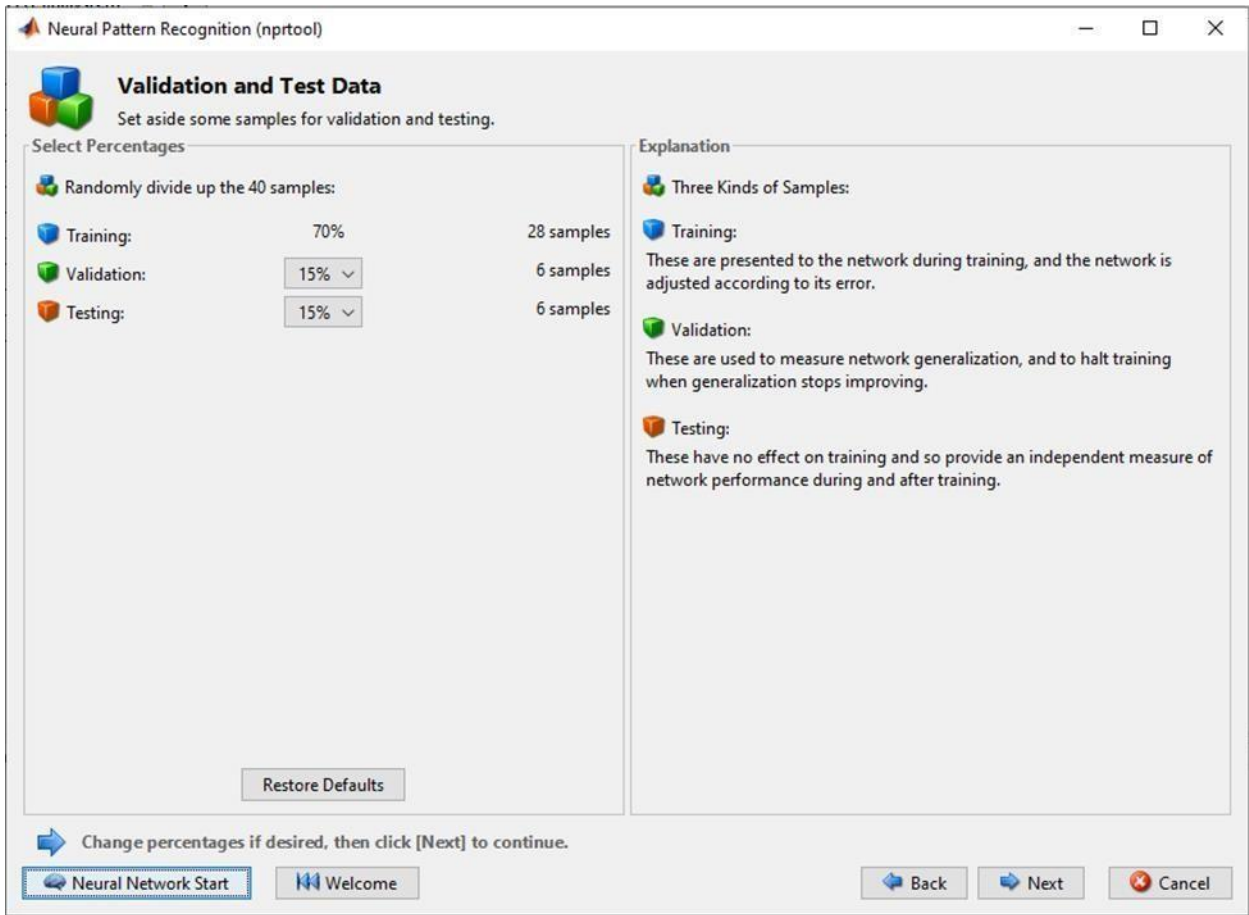 Neural Pattern Recognition (nprtool)
Validation and Test Data
Set aside some samples for validation and testing.
Select Percentages
Randomly divide up the 40 samples:
Training: 70% 28 samples
Validation: 15% 6 samples
Testing: 15% 6 samples
Restore Defaults
Explanation
Three Kinds of Samples:
Training:
These are presented to the network during training, and the network is
adjusted according to its error.
Validation:
These are used to measure network generalization, and to halt training
when generalization stops improving.
Testing:
These have no effect on training and so provide an independent measure of
network performance during and after training.
Change percentages if desired, then click [Next] to continue.
Neural Network Start Welcome Back Next Cancel